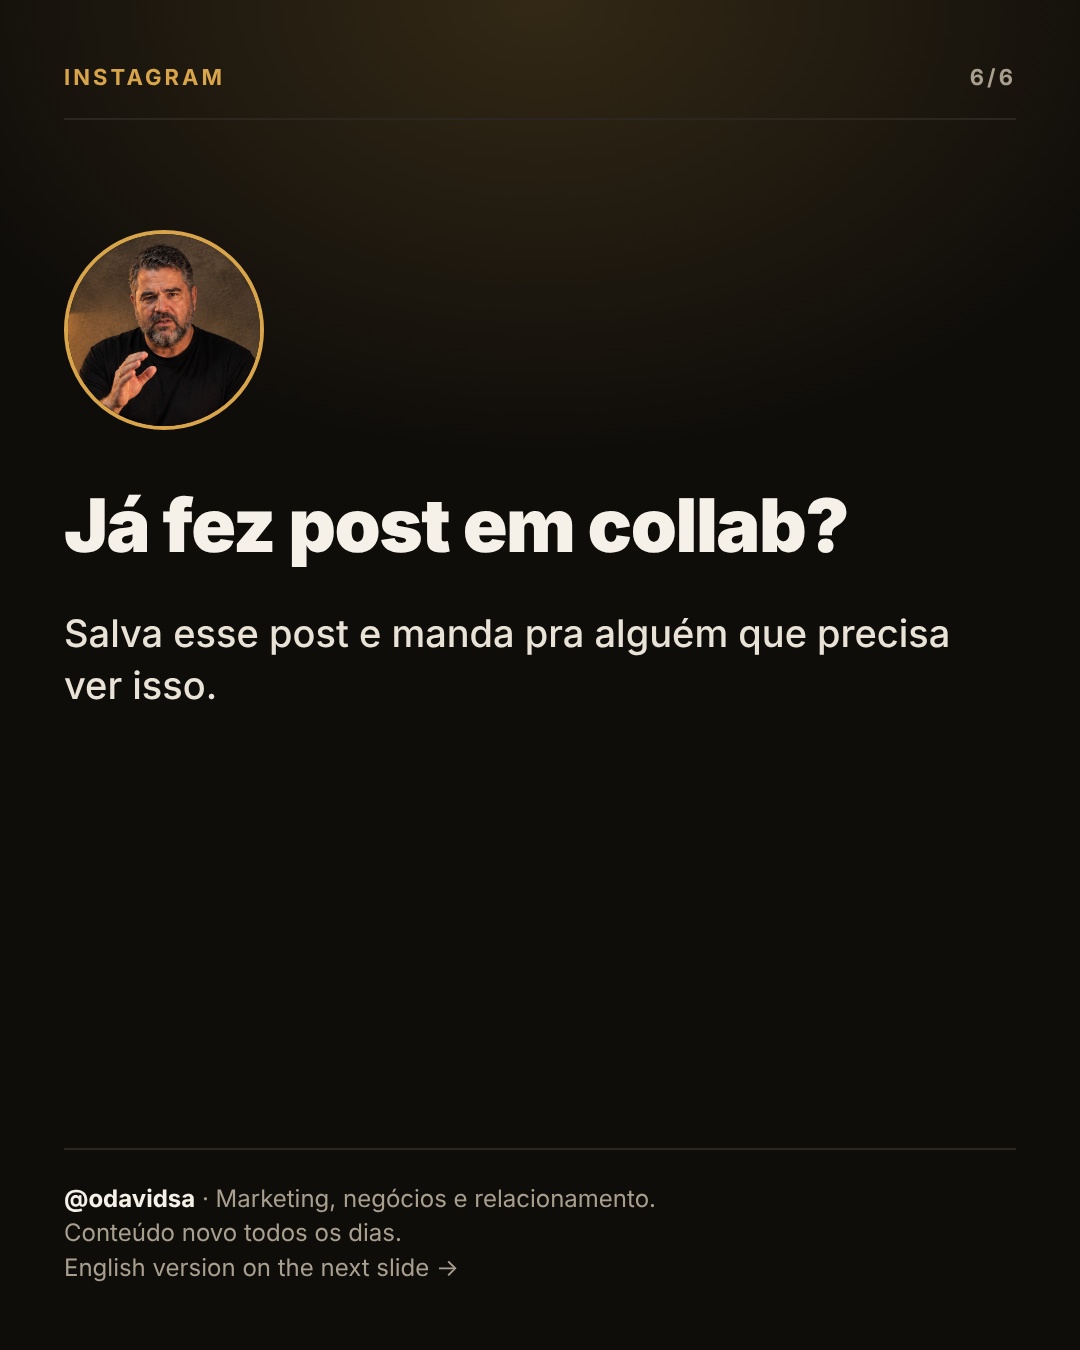 INSTAGRAM
6/6
Já fez post em collab?
Salva esse post e manda pra alguém que precisa
ver isso.
@odavidsa · Marketing, negócios e relacionamento.
Conteúdo novo todos os dias.
English version on the next slide →